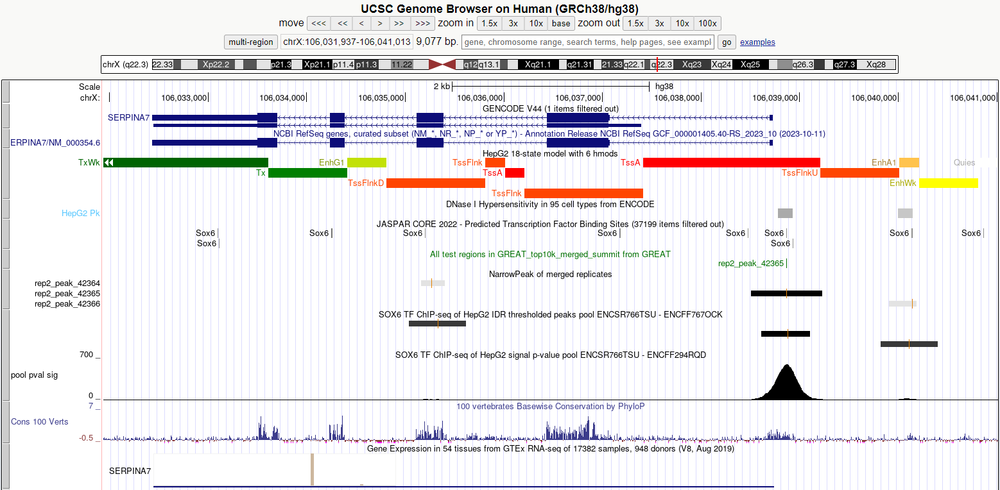 UCSC Genome Browser on Human (GRCh38/hg38)
move <<< << < > >> >>> zoom in 1.5x 3x 10x base zoom out 1.5x 3x 10x 100x
multi-region chrX:106,031,937-106,041,013 9,077 bp. gene, chromosome range, search terms, help pages, see exampl go examples
chrX (q22.3) 22.33 Xp22.2 p21.3 Xp21.1 p11.4 p11.3 11.22 q12 q13.1 Xq21.1 q21.31 21.33 q22.1 q22.3 Xq23 Xq24 Xq25 q26.3 q27.3 Xq28
Scale 2 kb hg38
chrX: 106,033,000 106,034,000 106,035,000 106,036,000 106,037,000 106,038,000 106,039,000 106,040,000 106,041,000
GENCODE V44 (1 items filtered out)
SERPINA7
NCBI RefSeq genes, curated subset (NM_*, NR_*, NP_* or YP_*) - Annotation Release NCBI RefSeq GCF_000001405.40-RS_2023_10 (2023-10-11)
ERPINA7/NM_000354.6
HepG2 18-state model with 6 hmods
TxWk EnhG1 TssFlnk TssA EnhA1 Quies
Tx TssA TssFlnkU
TssFlnkD EnhWk
TssFlnk
DNase I Hypersensitivity in 95 cell types from ENCODE
HepG2 Pk
JASPAR CORE 2022 - Predicted Transcription Factor Binding Sites (37199 items filtered out)
Sox6 Sox6 Sox6 Sox6 Sox6 Sox6 Sox6 Sox6
Sox6 Sox6
All test regions in GREAT_top10k_merged_summit from GREAT
rep2_peak_42365
NarrowPeak of merged replicates
rep2_peak_42364
rep2_peak_42365
rep2_peak_42366
SOX6 TF ChIP-seq of HepG2 IDR thresholded peaks pool ENCSR766TSU - ENCFF767OCK
SOX6 TF ChIP-seq of HepG2 signal p-value pool ENCSR766TSU - ENCFF294RQD
700 _
pool pval sig
0 _
100 vertebrates Basewise Conservation by PhyloP
7 _
Cons 100 Verts
-0.5 _
Gene Expression in 54 tissues from GTEx RNA-seq of 17382 samples, 948 donors (V8, Aug 2019)
SERPINA7